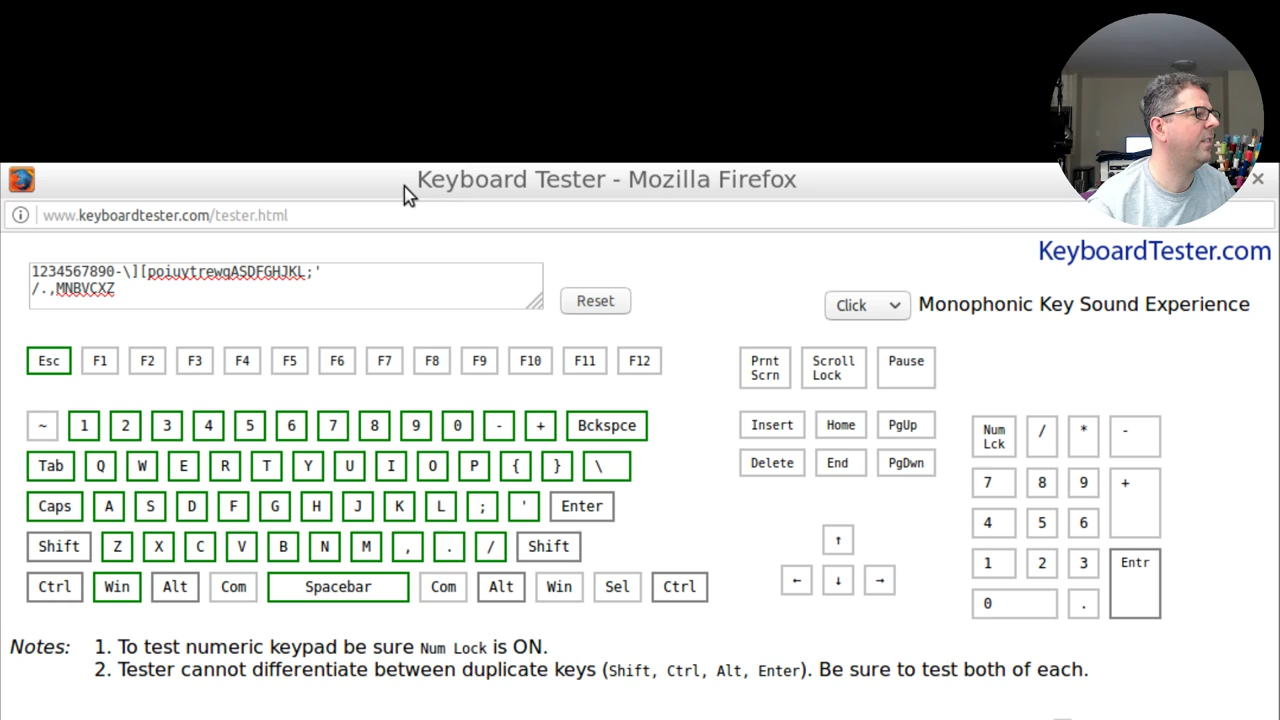 Keyboard Tester - Mozilla Firefox
www.keyboardtester.com/tester.html
KeyboardTester.com
1234567890-\][poiuytrewqASDFGHJKL;'
/.,MNBVCXZ
Reset
Click
Monophonic Key Sound Experience
Esc F1 F2 F3 F4 F5 F6 F7 F8 F9 F10 F11 F12
Prnt Scrn
Scroll Lock
Pause
~ 1 2 3 4 5 6 7 8 9 0 - + Bckspce
Insert Home PgUp
Num Lck / * -
Tab Q W E R T Y U I O P { } \
Delete End PgDwn
7 8 9 +
Caps A S D F G H J K L ; ' Enter
4 5 6
Shift Z X C V B N M , . / Shift
↑
1 2 3 Entr
Ctrl Win Alt Com Spacebar Com Alt Win Sel Ctrl
← ↓ →
0 .
Notes: 1. To test numeric keypad be sure Num Lock is ON.
2. Tester cannot differentiate between duplicate keys (Shift, Ctrl, Alt, Enter). Be sure to test both of each.